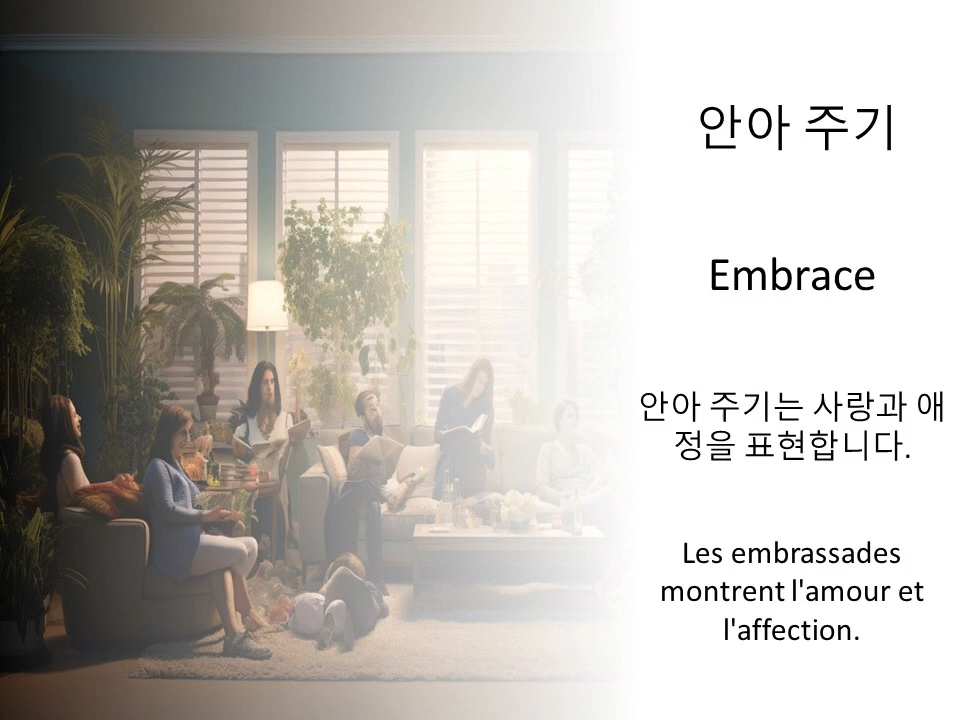 안아 주기
Embrace
안아 주기는 사랑과 애
정을 표현합니다.
Les embrassades
montrent l'amour et
l'affection.